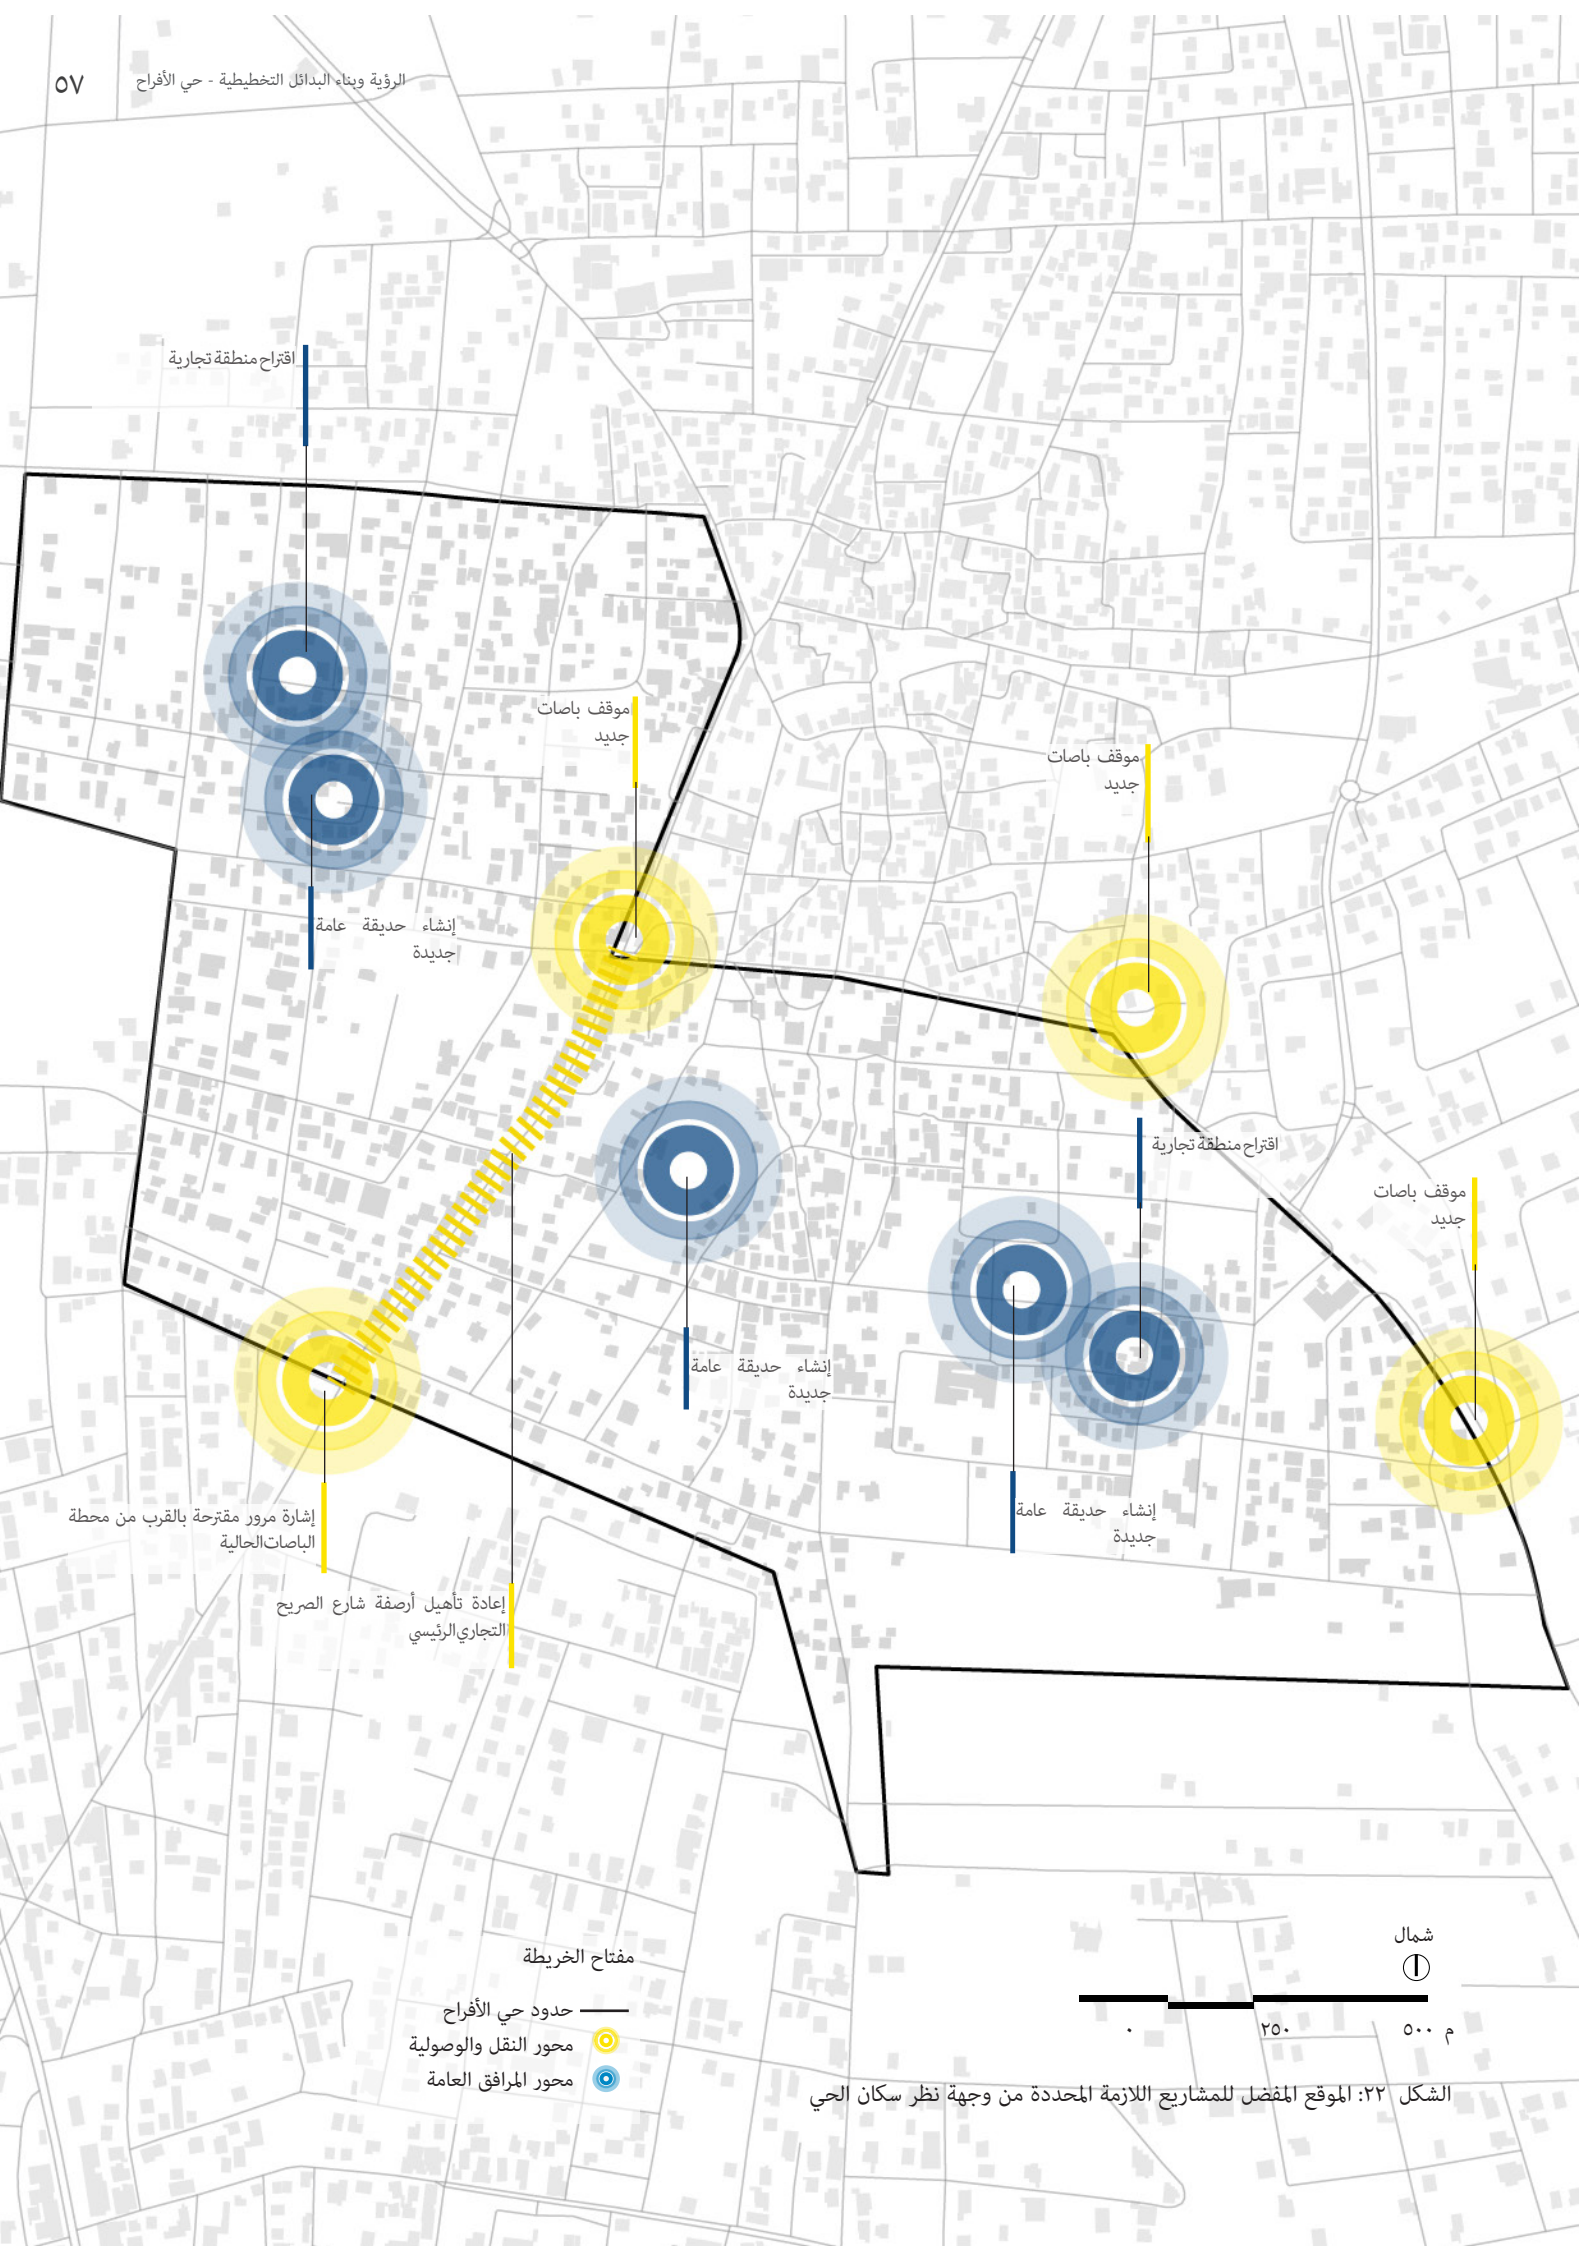 ٥٧
الرؤية وبناء البدائل التخطيطية - حي الأفراح
اقتراح منطقة تجارية
موقف باصات
جديد
موقف باصات
جديد
إنشاء حديقة عامة
جديدة
اقتراح منطقة تجارية
موقف باصات
جديد
إنشاء حديقة عامة
جديدة
إنشاء حديقة عامة
جديدة
إشارة مرور مقترحة بالقرب من محطة
الباصات الحالية
إعادة تأهيل أرصفة شارع الصريح
التجاري الرئيسي
شمال
٠ ٢٥٠ ٥٠٠ م
مفتاح الخريطة
حدود حي الأفراح
محور النقل والوصولية
محور المرافق العامة
الشكل ٢٢: الموقع المفضل للمشاريع اللازمة المحددة من وجهة نظر سكان الحي